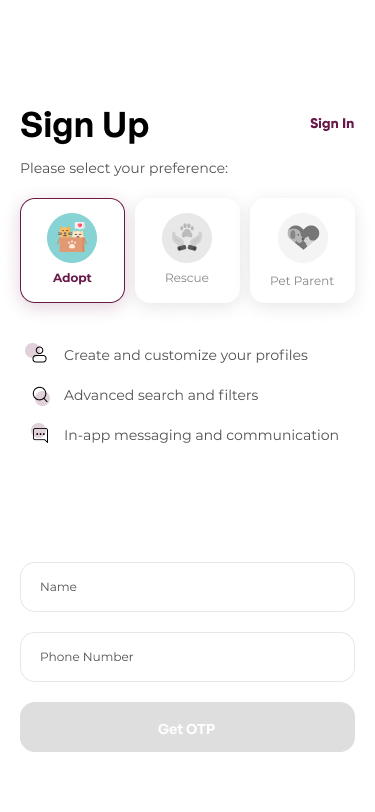 Sign Up
Sign In
Please select your preference:
Adopt
Rescue
Pet Parent
Create and customize your profiles
Advanced search and filters
In-app messaging and communication
Name
Phone Number
Get OTP